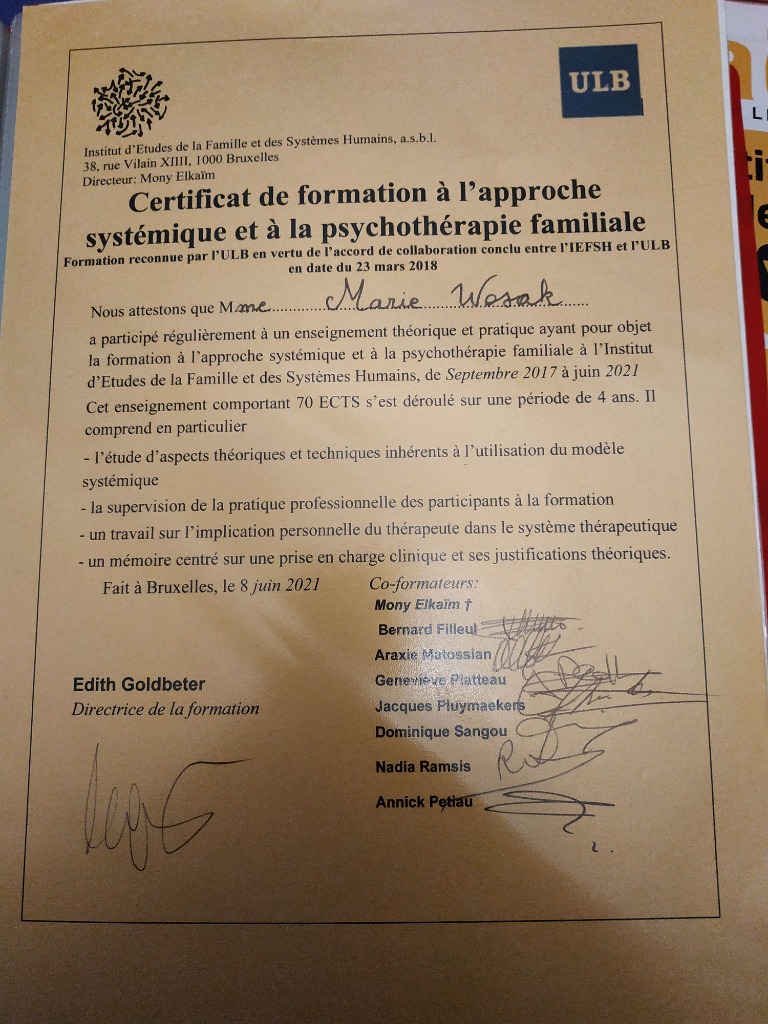 ULB
Institut d'Etudes de la Famille et des Systèmes Humains, a.s.b.l.
38, rue Vilain XIIII, 1000 Bruxelles
Directeur: Mony Elkaïm
Certificat de formation à l'approche
systémique et à la psychothérapie familiale
Formation reconnue par l'ULB en vertu de l'accord de collaboration conclu entre l'IEFSH et l'ULB
en date du 23 mars 2018
Nous attestons que Mme Marie Wosak
a participé régulièrement à un enseignement théorique et pratique ayant pour objet
la formation à l'approche systémique et à la psychothérapie familiale à l'Institut
d'Etudes de la Famille et des Systèmes Humains, de Septembre 2017 à juin 2021
Cet enseignement comportant 70 ECTS s'est déroulé sur une période de 4 ans. Il
comprend en particulier
- l'étude d'aspects théoriques et techniques inhérents à l'utilisation du modèle
systémique
- la supervision de la pratique professionnelle des participants à la formation
- un travail sur l'implication personnelle du thérapeute dans le système thérapeutique
- un mémoire centré sur une prise en charge clinique et ses justifications théoriques.
Fait à Bruxelles, le 8 juin 2021
Co-formateurs:
Mony Elkaïm †
Bernard Filleul
Araxie Matossian
Geneviève Platteau
Jacques Pluymaekers
Dominique Sangou
Nadia Ramsis
Annick Petiau
Edith Goldbeter
Directrice de la formation